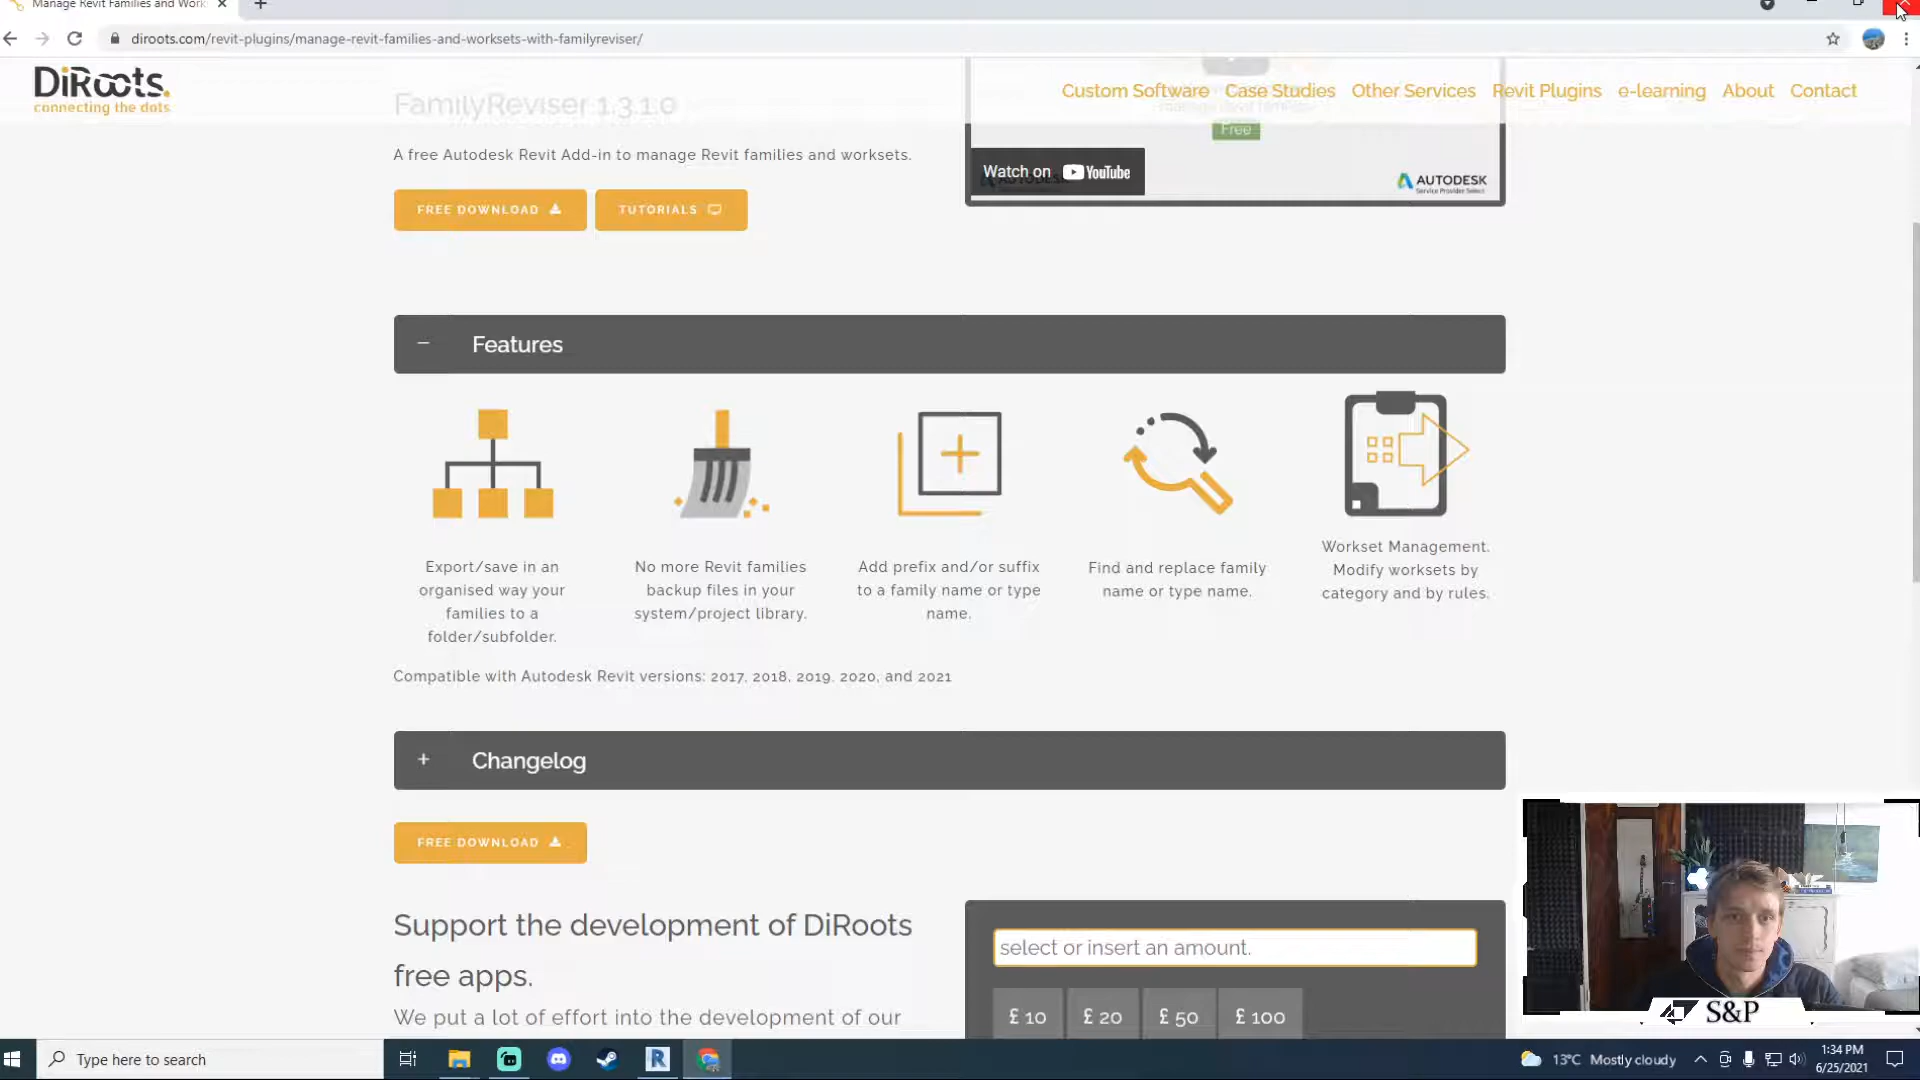 Manage Revit Families and Work
diroots.com/revit-plugins/manage-revit-families-and-worksets-with-familyreviser/
DiRoots.
connecting the dots
Custom Software
Case Studies
Other Services
Revit Plugins
e-learning
About
Contact
FamilyReviser 1.3.1.0
A free Autodesk Revit Add-in to manage Revit families and worksets.
FREE DOWNLOAD
TUTORIALS
manage Revit families
Free
Watch on YouTube
AUTODESK
Service Provider Select
− Features
Export/save in an
organised way your
families to a
folder/subfolder.
No more Revit families
backup files in your
system/project library.
Add prefix and/or suffix
to a family name or type
name.
Find and replace family
name or type name.
Workset Management.
Modify worksets by
category and by rules.
Compatible with Autodesk Revit versions: 2017, 2018, 2019, 2020, and 2021
+ Changelog
FREE DOWNLOAD
Support the development of DiRoots
free apps.
We put a lot of effort into the development of our
select or insert an amount.
£ 10
£ 20
£ 50
£ 100
S&P
Type here to search
R
13°C Mostly cloudy
1:34 PM
6/25/2021